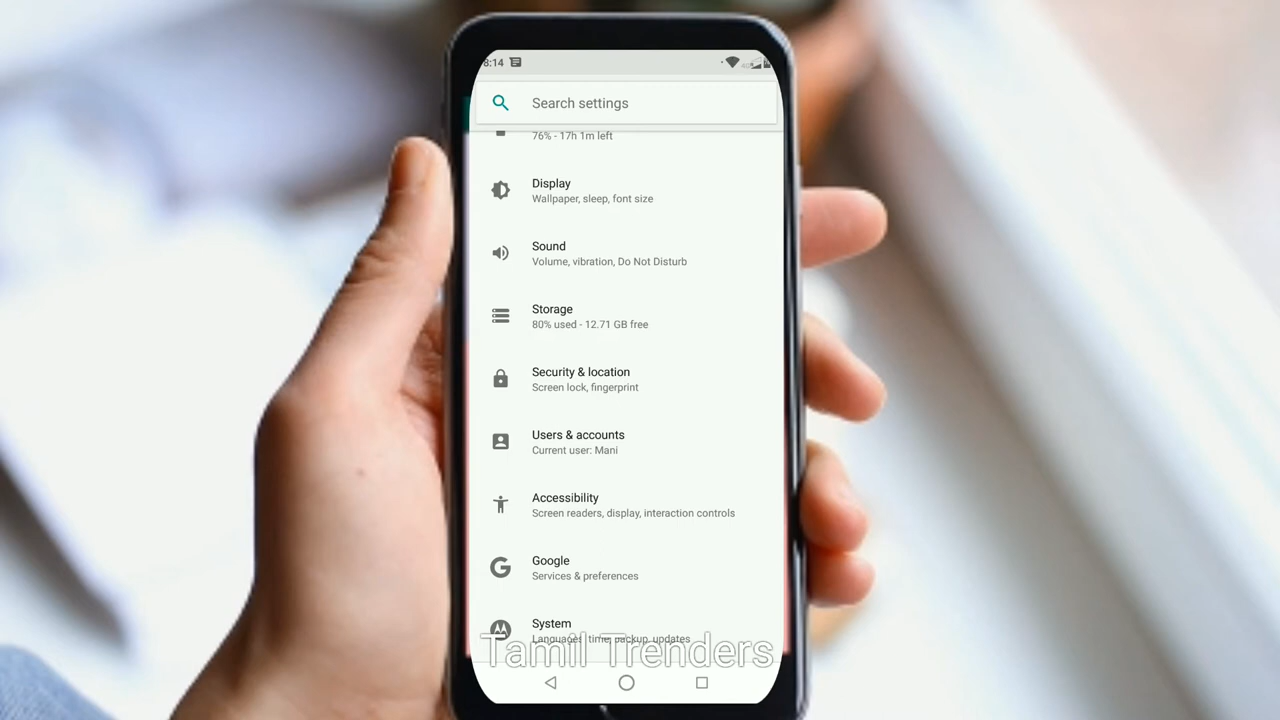 8:14
Search settings
76% - 17h 1m left
Display
Wallpaper, sleep, font size
Sound
Volume, vibration, Do Not Disturb
Storage
80% used - 12.71 GB free
Security & location
Screen lock, fingerprint
Users & accounts
Current user: Mani
Accessibility
Screen readers, display, interaction controls
Google
Services & preferences
System
Languages, time, backup, updates
Tamil Trenders